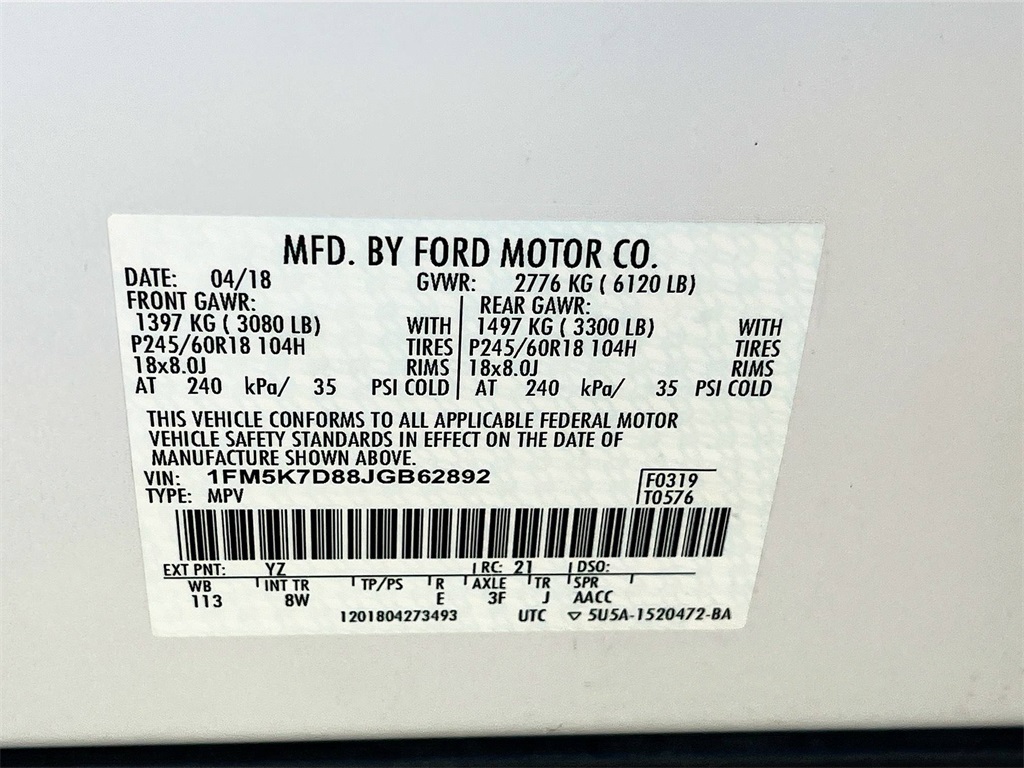 MFD. BY FORD MOTOR CO.
DATE: 04/18 GVWR: 2776 KG ( 6120 LB)
FRONT GAWR: REAR GAWR:
1397 KG ( 3080 LB) WITH 1497 KG ( 3300 LB) WITH
P245/60R18 104H TIRES P245/60R18 104H TIRES
18x8.0J RIMS 18x8.0J RIMS
AT 240 kPa/ 35 PSI COLD AT 240 kPa/ 35 PSI COLD
THIS VEHICLE CONFORMS TO ALL APPLICABLE FEDERAL MOTOR
VEHICLE SAFETY STANDARDS IN EFFECT ON THE DATE OF
MANUFACTURE SHOWN ABOVE.
VIN: 1FM5K7D88JGB62892 F0319
TYPE: MPV T0576
EXT PNT: YZ RC: 21 DSO:
WB INT TR TP/PS R AXLE TR SPR
113 8W E 3F J AACC
1201804273493 UTC ▽ 5U5A-1520472-BA